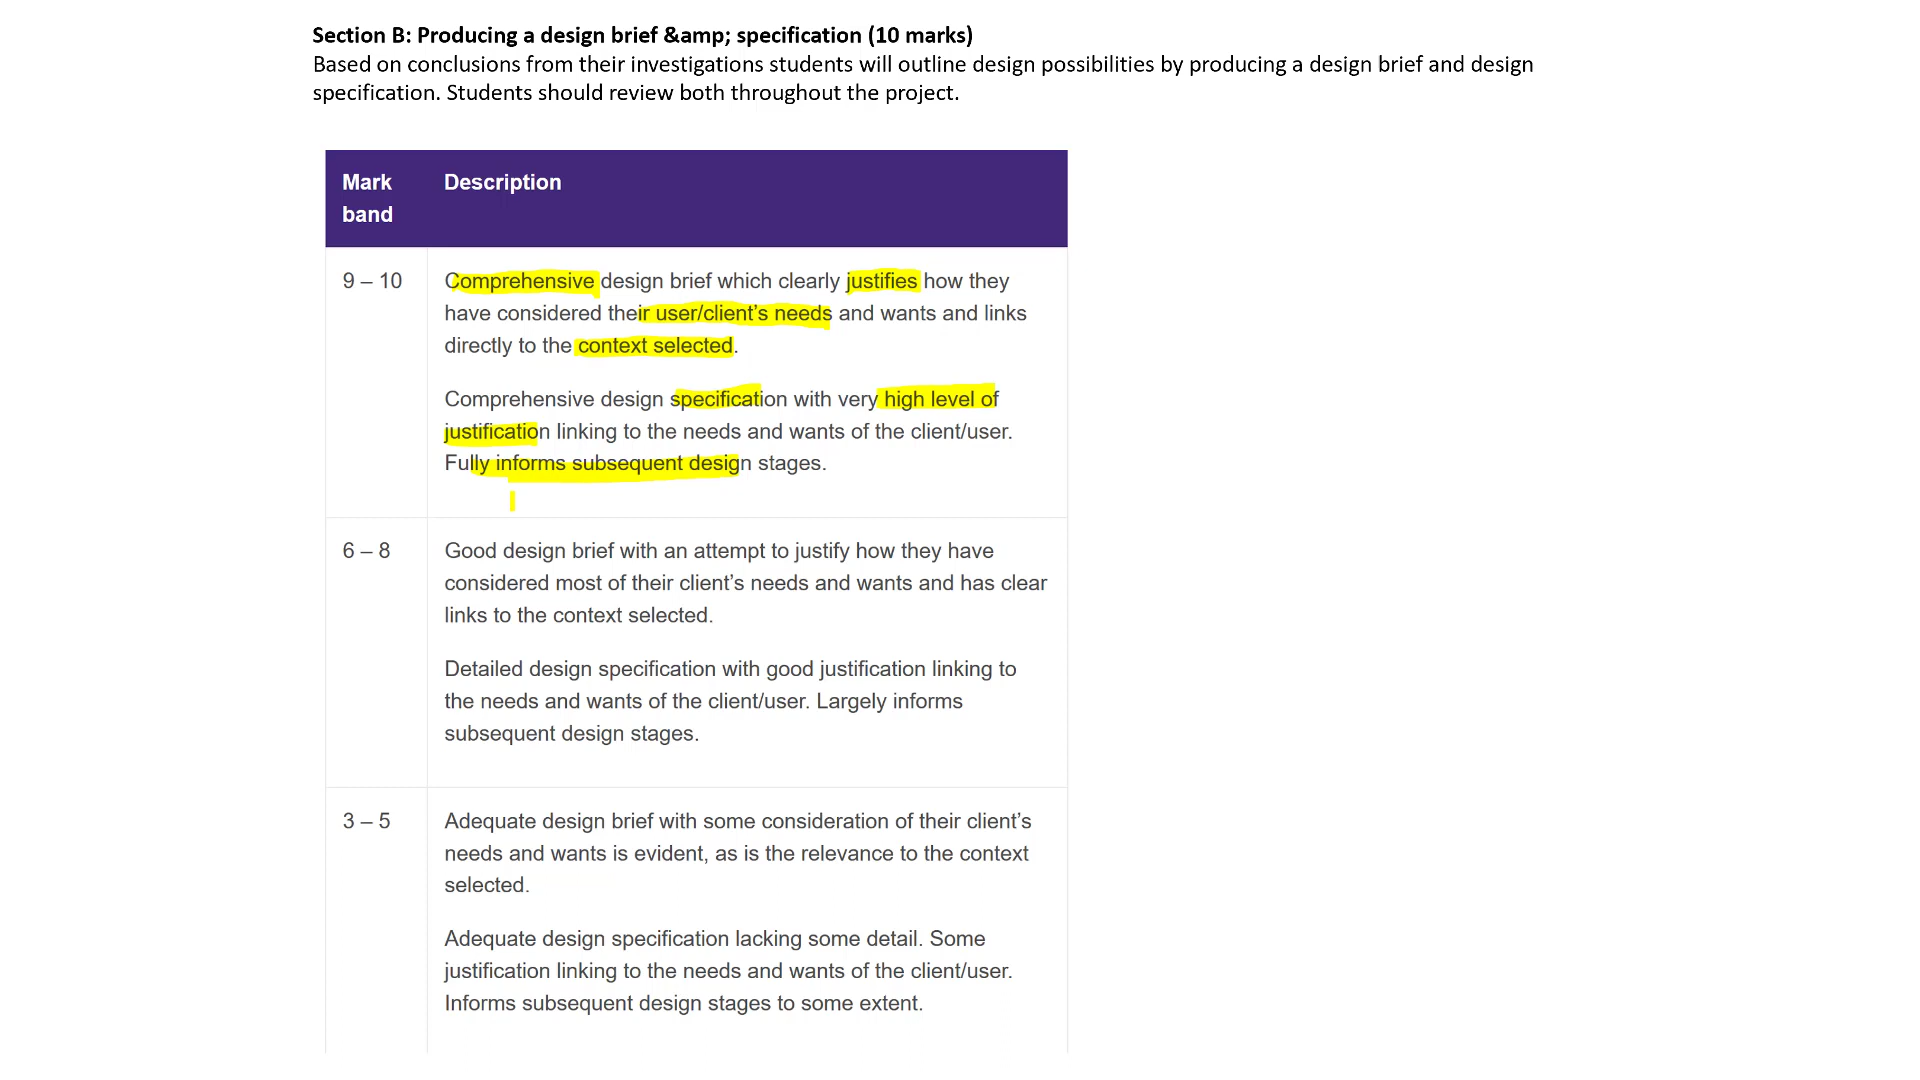 Section B: Producing a design brief &amp; specification (10 marks)
Based on conclusions from their investigations students will outline design possibilities by producing a design brief and design
specification. Students should review both throughout the project.
Mark
band
Description
9 – 10
Comprehensive design brief which clearly justifies how they
have considered their user/client’s needs and wants and links
directly to the context selected.
Comprehensive design specification with very high level of
justification linking to the needs and wants of the client/user.
Fully informs subsequent design stages.
6 – 8
Good design brief with an attempt to justify how they have
considered most of their client’s needs and wants and has clear
links to the context selected.
Detailed design specification with good justification linking to
the needs and wants of the client/user. Largely informs
subsequent design stages.
3 – 5
Adequate design brief with some consideration of their client’s
needs and wants is evident, as is the relevance to the context
selected.
Adequate design specification lacking some detail. Some
justification linking to the needs and wants of the client/user.
Informs subsequent design stages to some extent.